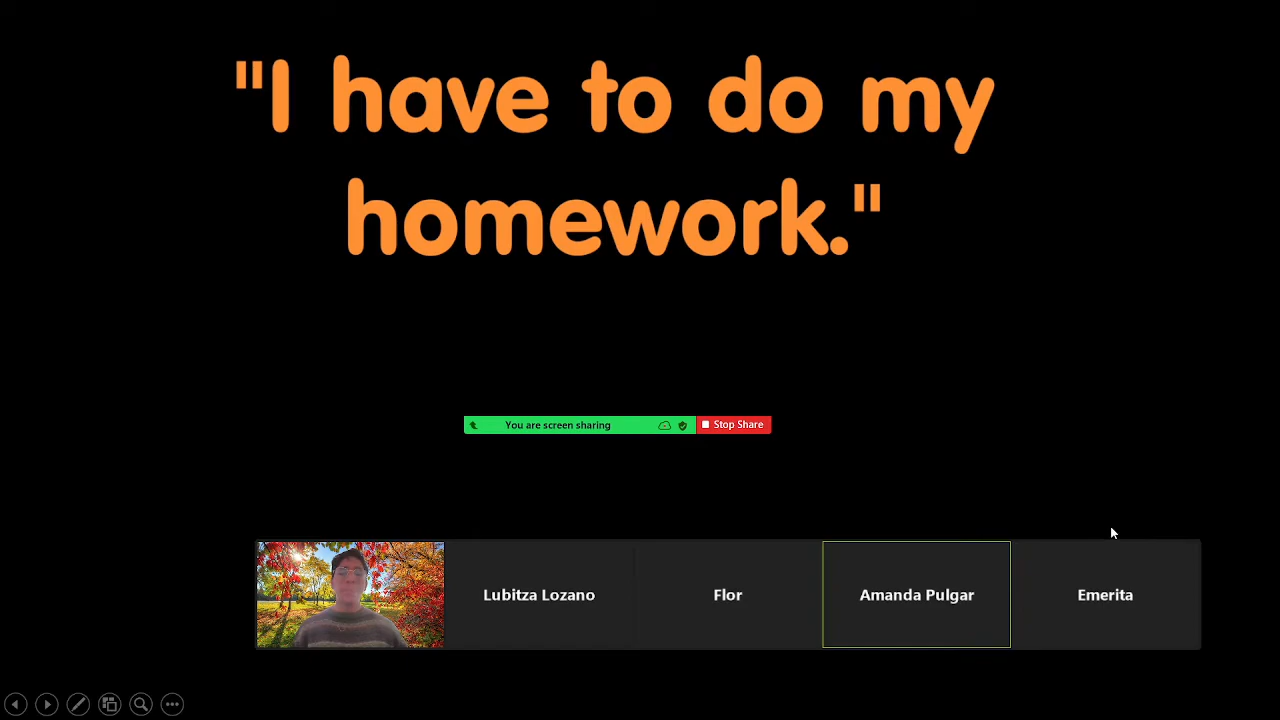 "I have to do my
homework."
You are screen sharing
Stop Share
Lubitza Lozano
Flor
Amanda Pulgar
Emerita